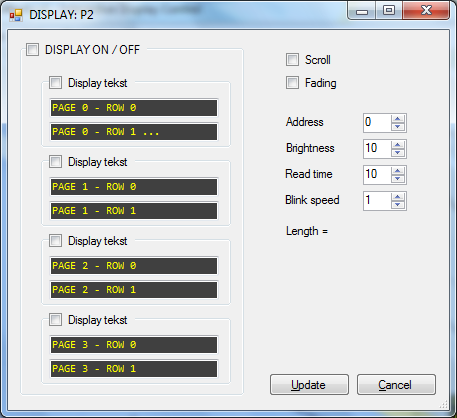 DISPLAY: P2
DISPLAY ON / OFF
Display tekst
PAGE 0 - ROW 0
PAGE 0 - ROW 1 ...
Display tekst
PAGE 1 - ROW 0
PAGE 1 - ROW 1
Display tekst
PAGE 2 - ROW 0
PAGE 2 - ROW 1
Display tekst
PAGE 3 - ROW 0
PAGE 3 - ROW 1
Scroll
Fading
Address 0
Brightness 10
Read time 10
Blink speed 1
Length =
Update Cancel